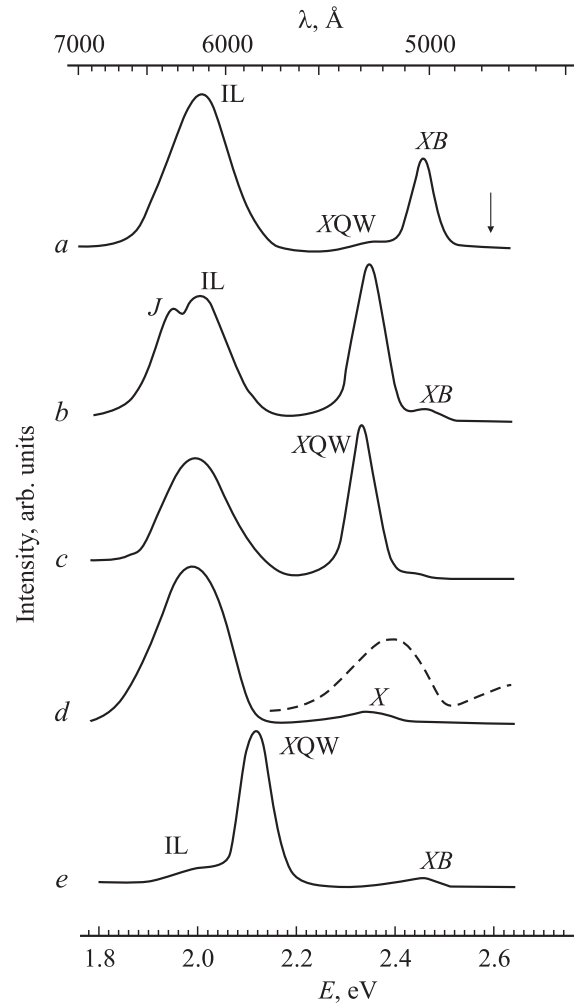 λ, Å
7000 6000 5000
IL
XB
XQW
a
J IL
XB
b
XQW
c
X
d
XQW
IL
XB
e
1.8 2.0 2.2 2.4 2.6
E, eV
Intensity, arb. units